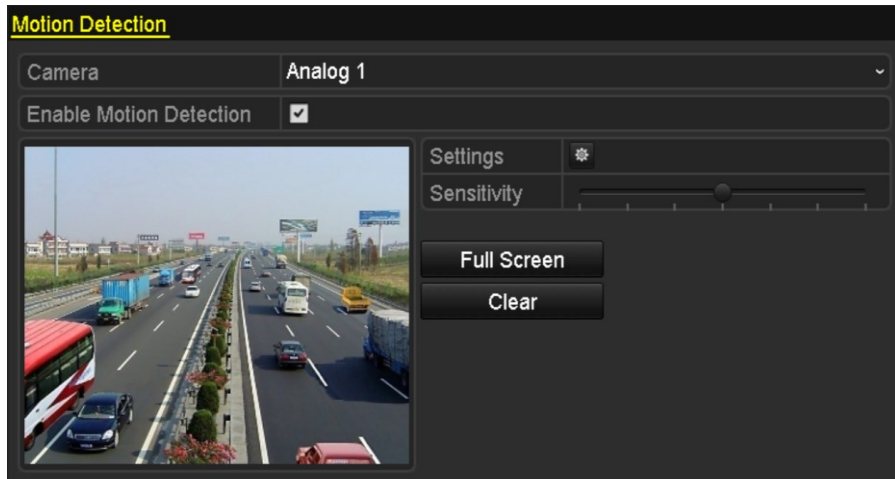 Motion Detection
Camera
Analog 1
Enable Motion Detection
Settings
Sensitivity
Full Screen
Clear